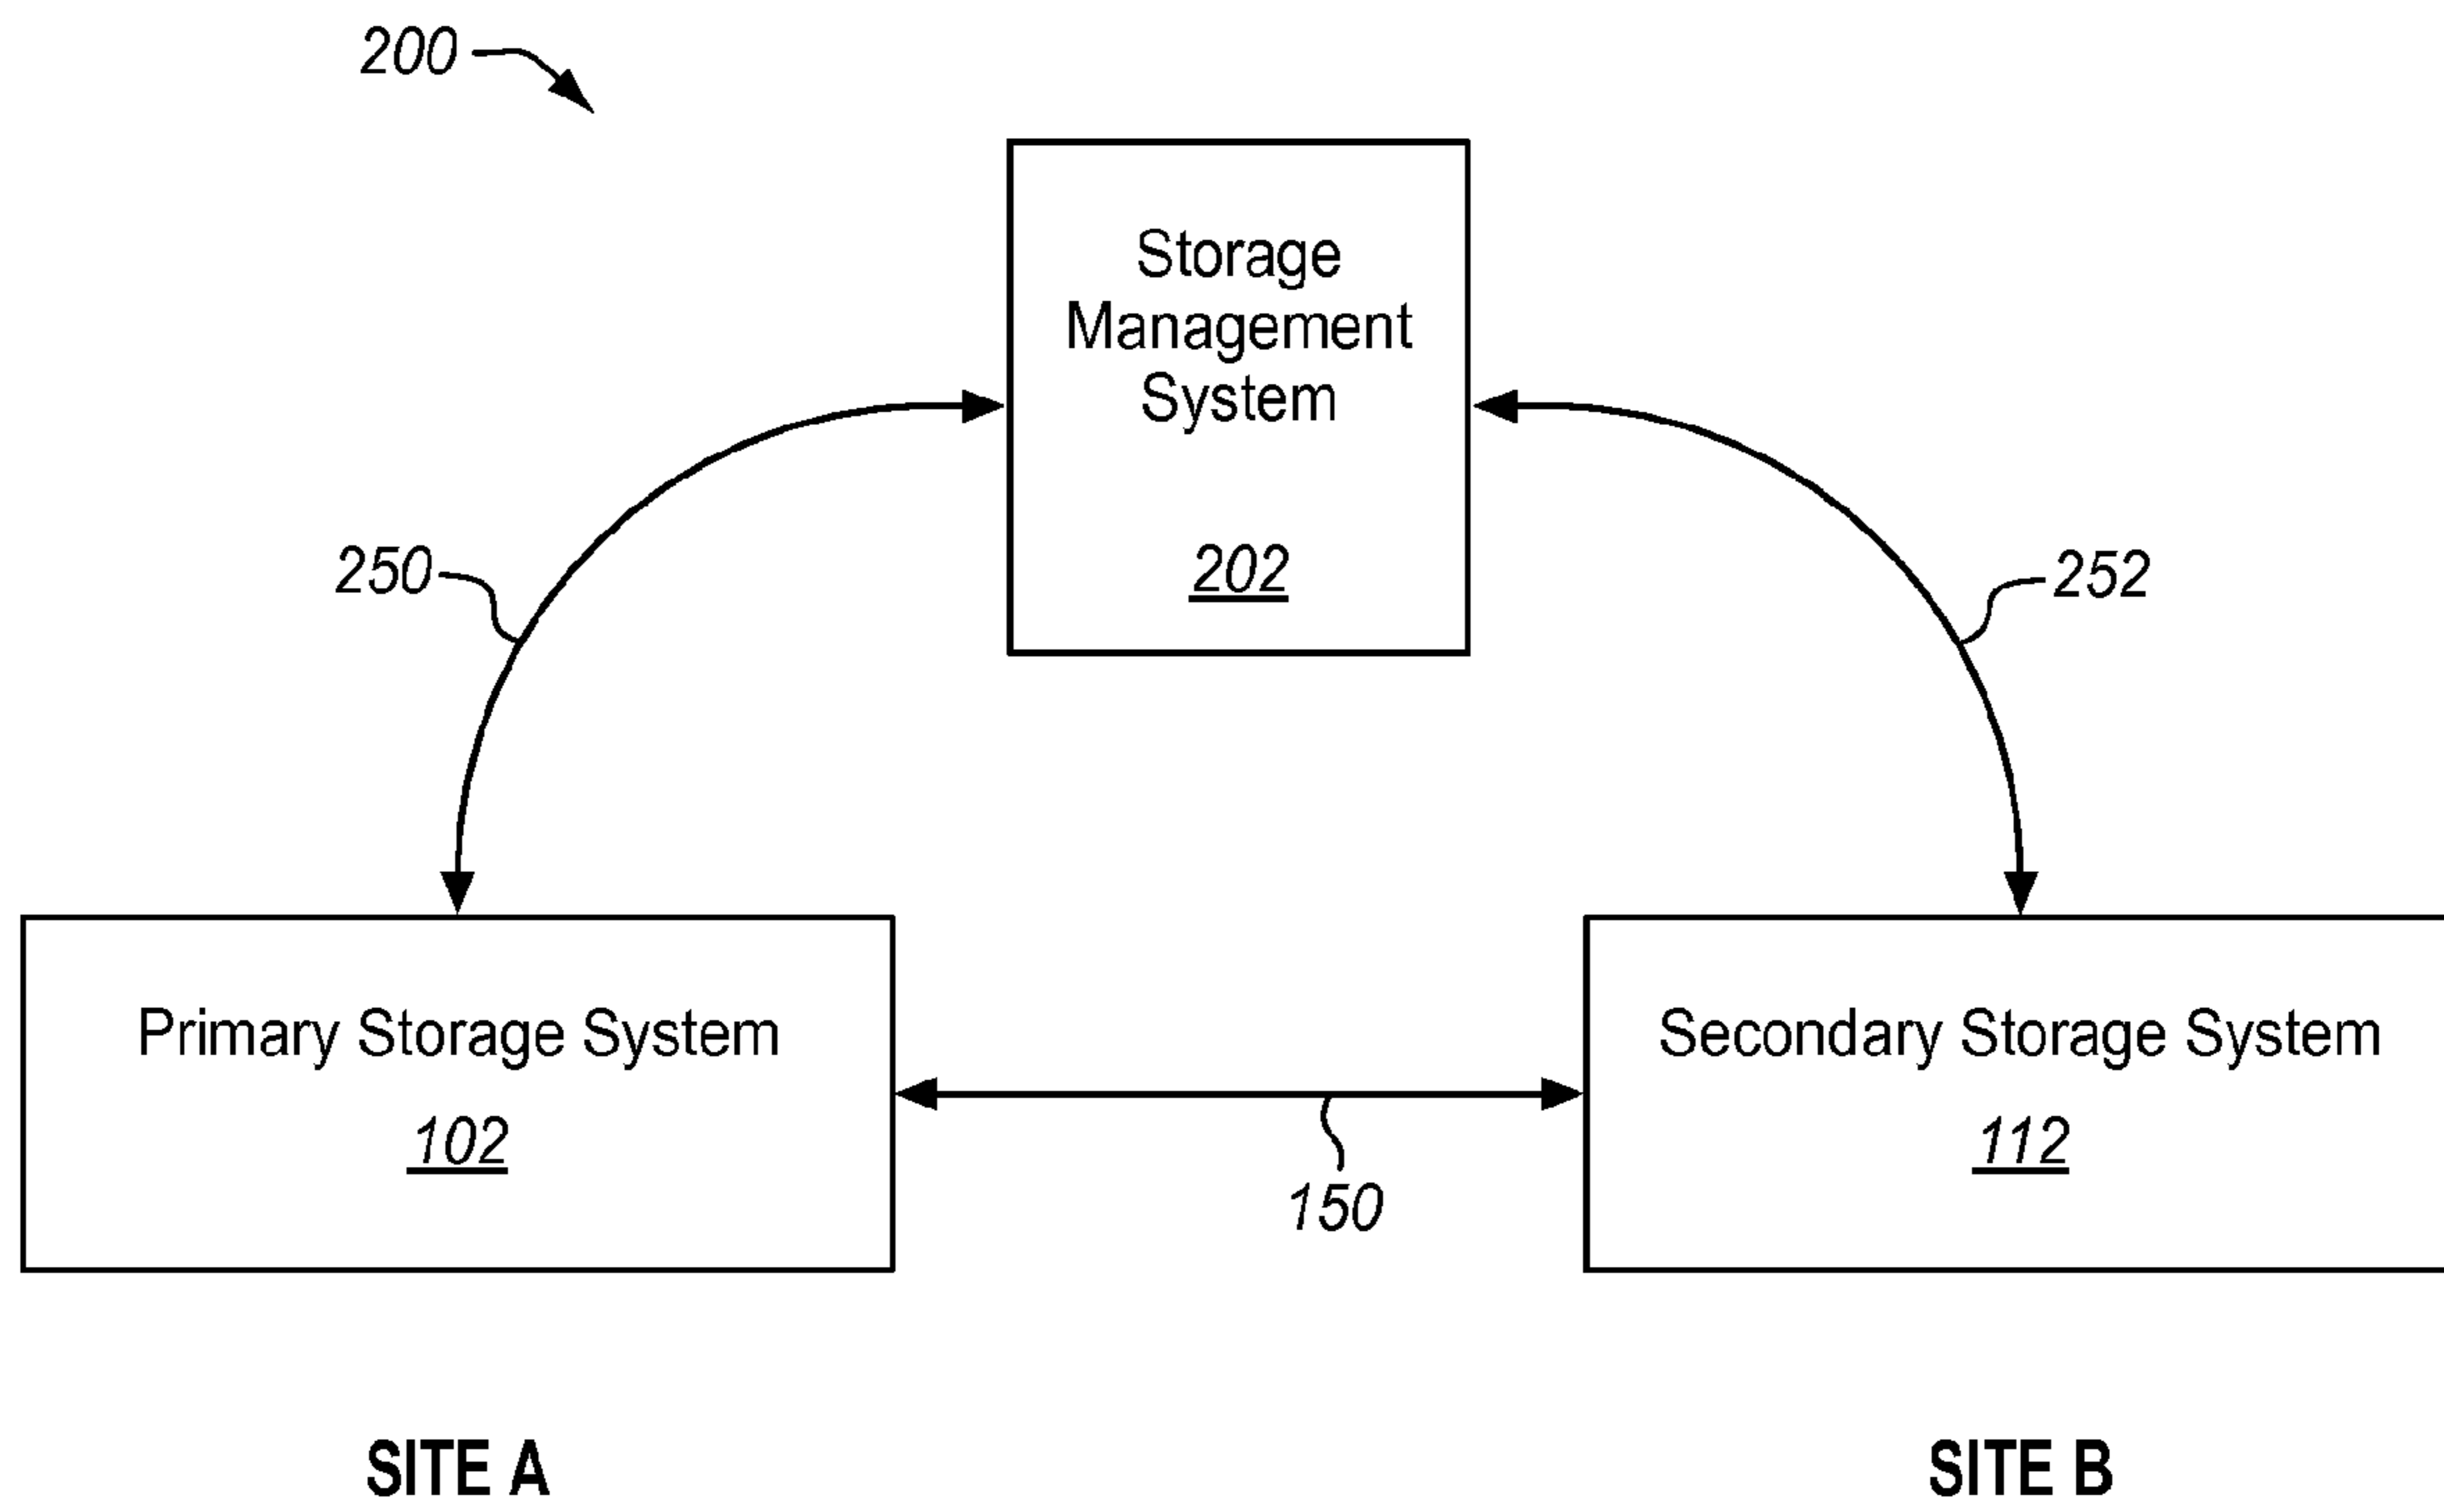 200
Storage
Management
System
202
250
252
Primary Storage System
102
Secondary Storage System
112
150
SITE A
SITE B